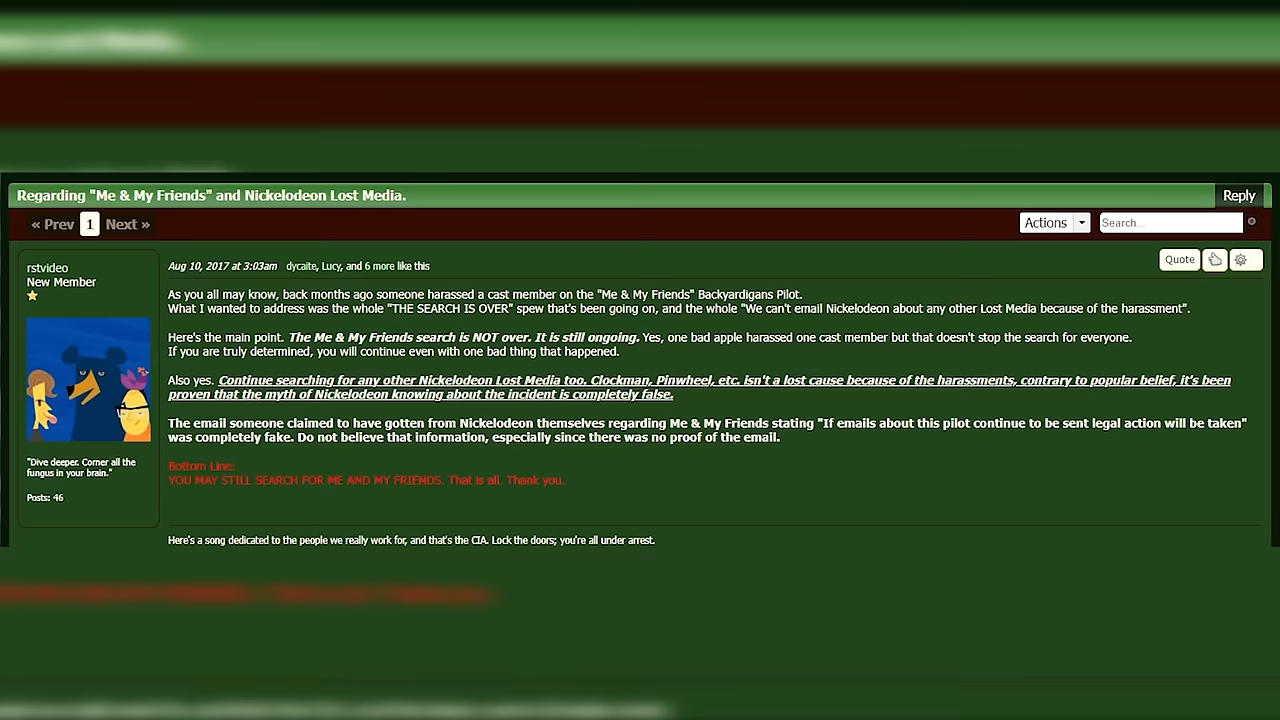 Regarding "Me & My Friends" and Nickelodeon Lost Media.
Reply
« Prev 1 Next »
Actions
Search...
rstvideo
New Member
"Dive deeper. Corner all the
fungus in your brain."
Posts: 46
Aug 10, 2017 at 3:03am dycaite, Lucy, and 6 more like this
Quote
As you all may know, back months ago someone harassed a cast member on the "Me & My Friends" Backyardigans Pilot.
What I wanted to address was the whole "THE SEARCH IS OVER" spew that's been going on, and the whole "We can't email Nickelodeon about any other Lost Media because of the harassment".
Here's the main point. The Me & My Friends search is NOT over. It is still ongoing. Yes, one bad apple harassed one cast member but that doesn't stop the search for everyone.
If you are truly determined, you will continue even with one bad thing that happened.
Also yes. Continue searching for any other Nickelodeon Lost Media too. Clockman, Pinwheel, etc. isn't a lost cause because of the harassments, contrary to popular belief, it's been
proven that the myth of Nickelodeon knowing about the incident is completely false.
The email someone claimed to have gotten from Nickelodeon themselves regarding Me & My Friends stating "If emails about this pilot continue to be sent legal action will be taken"
was completely fake. Do not believe that information, especially since there was no proof of the email.
Bottom Line:
YOU MAY STILL SEARCH FOR ME AND MY FRIENDS. That is all. Thank you.
Here's a song dedicated to the people we really work for, and that's the CIA. Lock the doors; you're all under arrest.